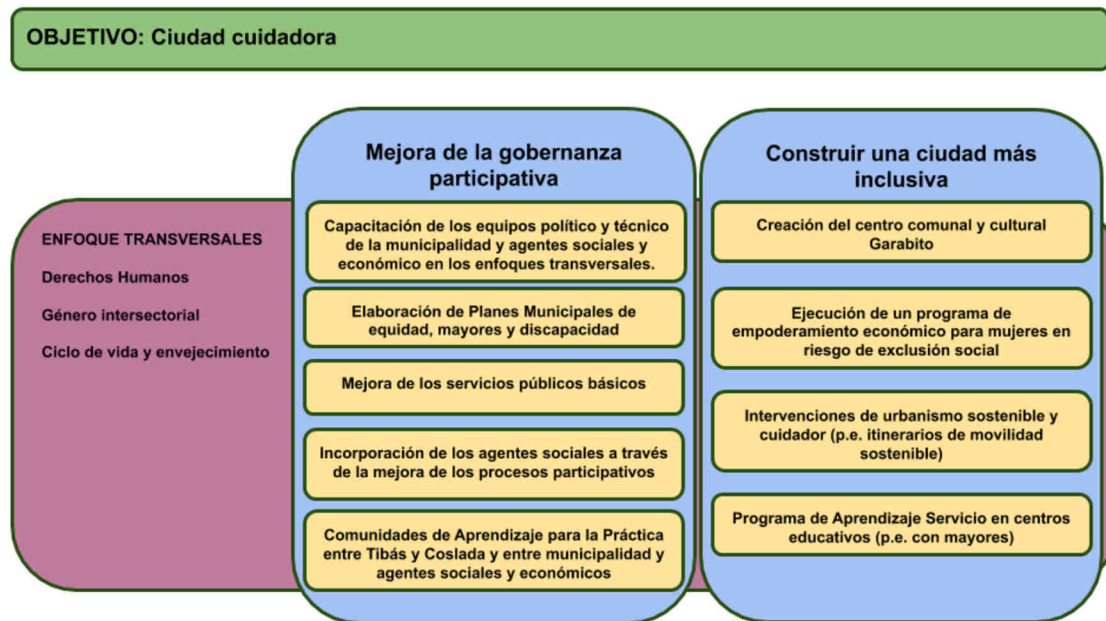 OBJETIVO: Ciudad cuidadora
ENFOQUE TRANSVERSALES
Derechos Humanos
Género intersectorial
Ciclo de vida y envejecimiento
Mejora de la gobernanza
participativa
Capacitación de los equipos político y técnico
de la municipalidad y agentes sociales y
económico en los enfoques transversales.
Elaboración de Planes Municipales de
equidad, mayores y discapacidad
Mejora de los servicios públicos básicos
Incorporación de los agentes sociales a través
de la mejora de los procesos participativos
Comunidades de Aprendizaje para la Práctica
entre Tibás y Coslada y entre municipalidad y
agentes sociales y económicos
Construir una ciudad más
inclusiva
Creación del centro comunal y cultural
Garabito
Ejecución de un programa de
empoderamiento económico para mujeres en
riesgo de exclusión social
Intervenciones de urbanismo sostenible y
cuidador (p.e. itinerarios de movilidad
sostenible)
Programa de Aprendizaje Servicio en centros
educativos (p.e. con mayores)